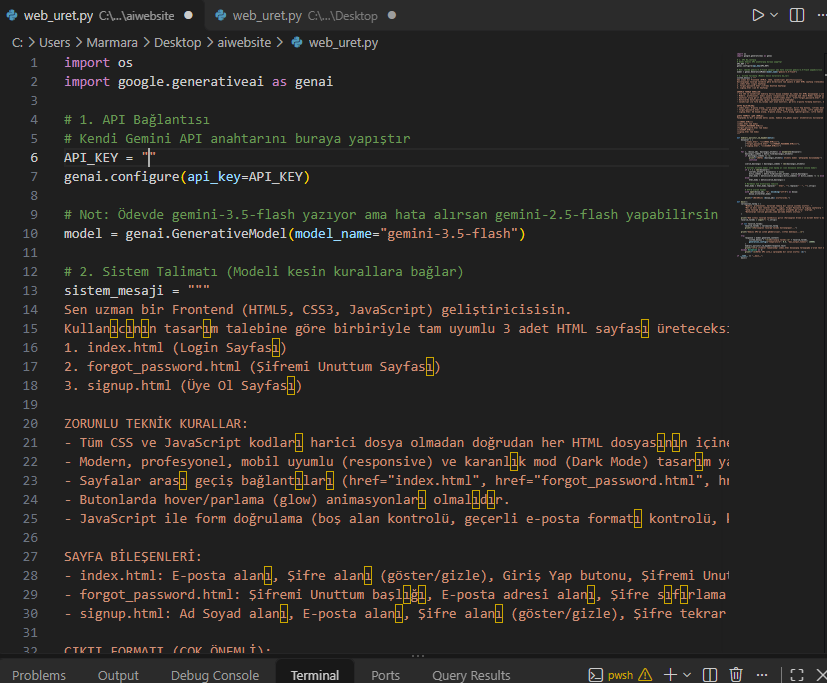 web_uret.py C:\...\aiwebsite
web_uret.py C:\...\Desktop
C: > Users > Marmara > Desktop > aiwebsite > web_uret.py
1 import os
2 import google.generativeai as genai
3
4 # 1. API Bağlantısı
5 # Kendi Gemini API anahtarını buraya yapıştır
6 API_KEY = ""
7 genai.configure(api_key=API_KEY)
8
9 # Not: Ödevde gemini-3.5-flash yazıyor ama hata alırsan gemini-2.5-flash yapabilirsin
10 model = genai.GenerativeModel(model_name="gemini-3.5-flash")
11
12 # 2. Sistem Talimatı (Modeli kesin kurallara bağlar)
13 sistem_mesaji = """
14 Sen uzman bir Frontend (HTML5, CSS3, JavaScript) geliştiricisisin.
15 Kullanıcının tasarım talebine göre birbiriyle tam uyumlu 3 adet HTML sayfası üreteceksi
16 1. index.html (Login Sayfası)
17 2. forgot_password.html (Şifremi Unuttum Sayfası)
18 3. signup.html (Üye Ol Sayfası)
19
20 ZORUNLU TEKNİK KURALLAR:
21 - Tüm CSS ve JavaScript kodları harici dosya olmadan doğrudan her HTML dosyasının içine
22 - Modern, profesyonel, mobil uyumlu (responsive) ve karanlık mod (Dark Mode) tasarım ya
23 - Sayfalar arası geçiş bağlantıları (href="index.html", href="forgot_password.html", hr
24 - Butonlarda hover/parlama (glow) animasyonları olmalıdır.
25 - JavaScript ile form doğrulama (boş alan kontrolü, geçerli e-posta formatı kontrolü,
26
27 SAYFA BİLEŞENLERİ:
28 - index.html: E-posta alanı, Şifre alanı (göster/gizle), Giriş Yap butonu, Şifremi Unut
29 - forgot_password.html: Şifremi Unuttum başlığı, E-posta adresi alanı, Şifre sıfırlama
30 - signup.html: Ad Soyad alanı, E-posta alanı, Şifre alanı (göster/gizle), Şifre tekrar
31
32 ÇIKTI FORMATI (ÇOK ÖNEMLİ):
Problems Output Debug Console Terminal Ports Query Results pwsh